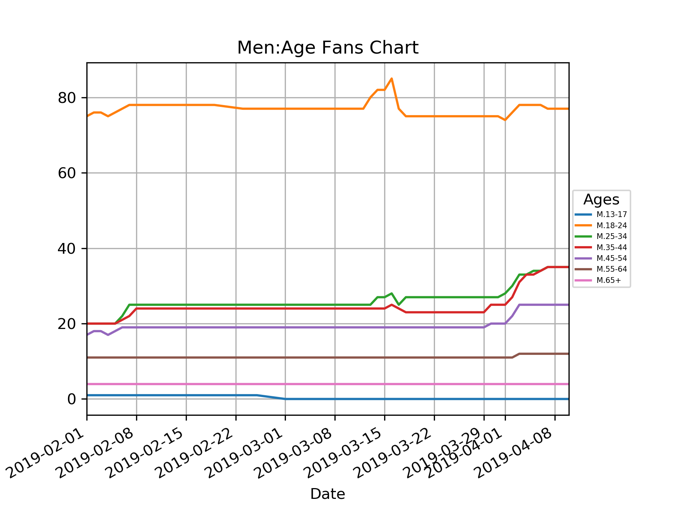 Men:Age Fans Chart
80
60
40
20
0
Ages
M.13-17
M.18-24
M.25-34
M.35-44
M.45-54
M.55-64
M.65+
2019-02-01
2019-02-08
2019-02-15
2019-02-22
2019-03-01
2019-03-08
2019-03-15
2019-03-22
2019-03-29
2019-04-01
2019-04-08
Date